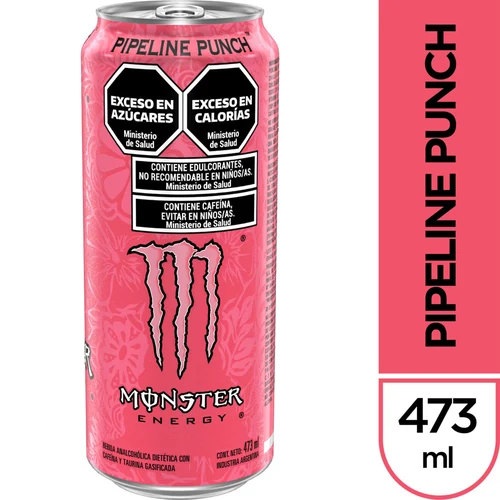 PIPELINE PUNCH
EXCESO EN
AZÚCARES
Ministerio
de Salud
EXCESO EN
CALORÍAS
Ministerio
de Salud
CONTIENE EDULCORANTES,
NO RECOMENDABLE EN NIÑOS/AS.
Ministerio de Salud
CONTIENE CAFEÍNA,
EVITAR EN NIÑOS/AS.
Ministerio de Salud
MONSTER
ENERGY
BEBIDA ANALCOHÓLICA DIETÉTICA CON
CAFEÍNA Y TAURINA GASIFICADA
CONT. NETO: 473 ml
INDUSTRIA ARGENTINA
PIPELINE PUNCH
473
ml